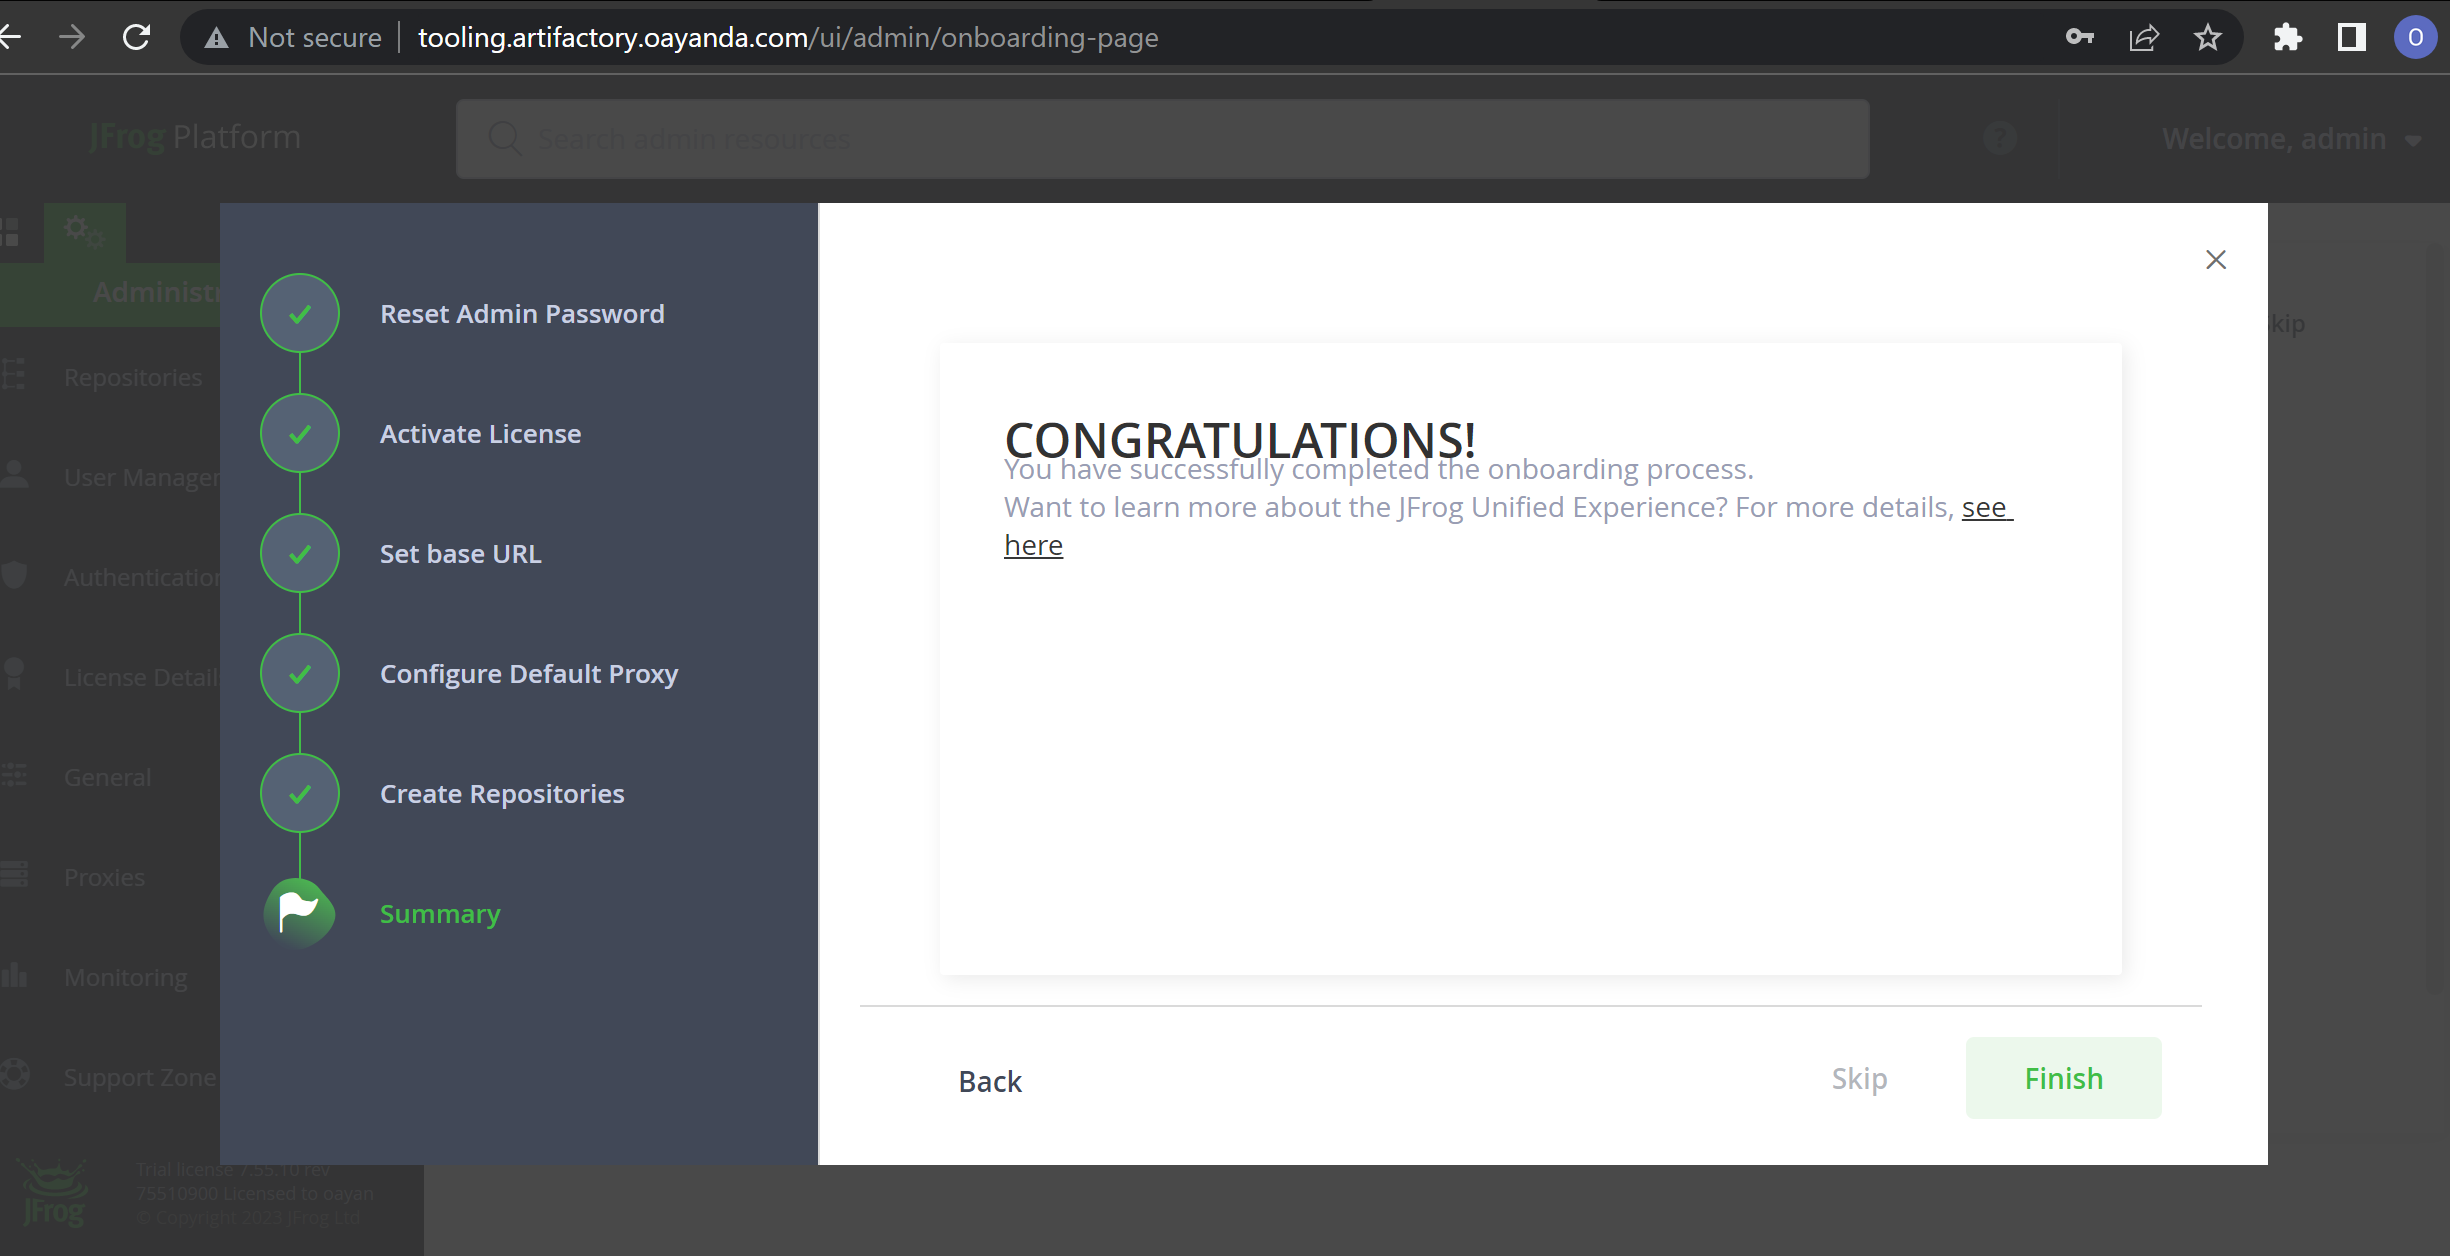 Not secure
tooling.artifactory.oayanda.com/ui/admin/onboarding-page
O
JFrog Platform
Search admin resources
?
Welcome, admin
Administr
Repositories
User Manager
Authentication
License Details
General
Proxies
Monitoring
Support Zone
JFrog
Trial license 7.55.10 rev
75510900 Licensed to oayan
© Copyright 2023 JFrog Ltd
Reset Admin Password
Activate License
Set base URL
Configure Default Proxy
Create Repositories
Summary
Skip
CONGRATULATIONS!
You have successfully completed the onboarding process.
Want to learn more about the JFrog Unified Experience? For more details, see
here
Back
Skip
Finish